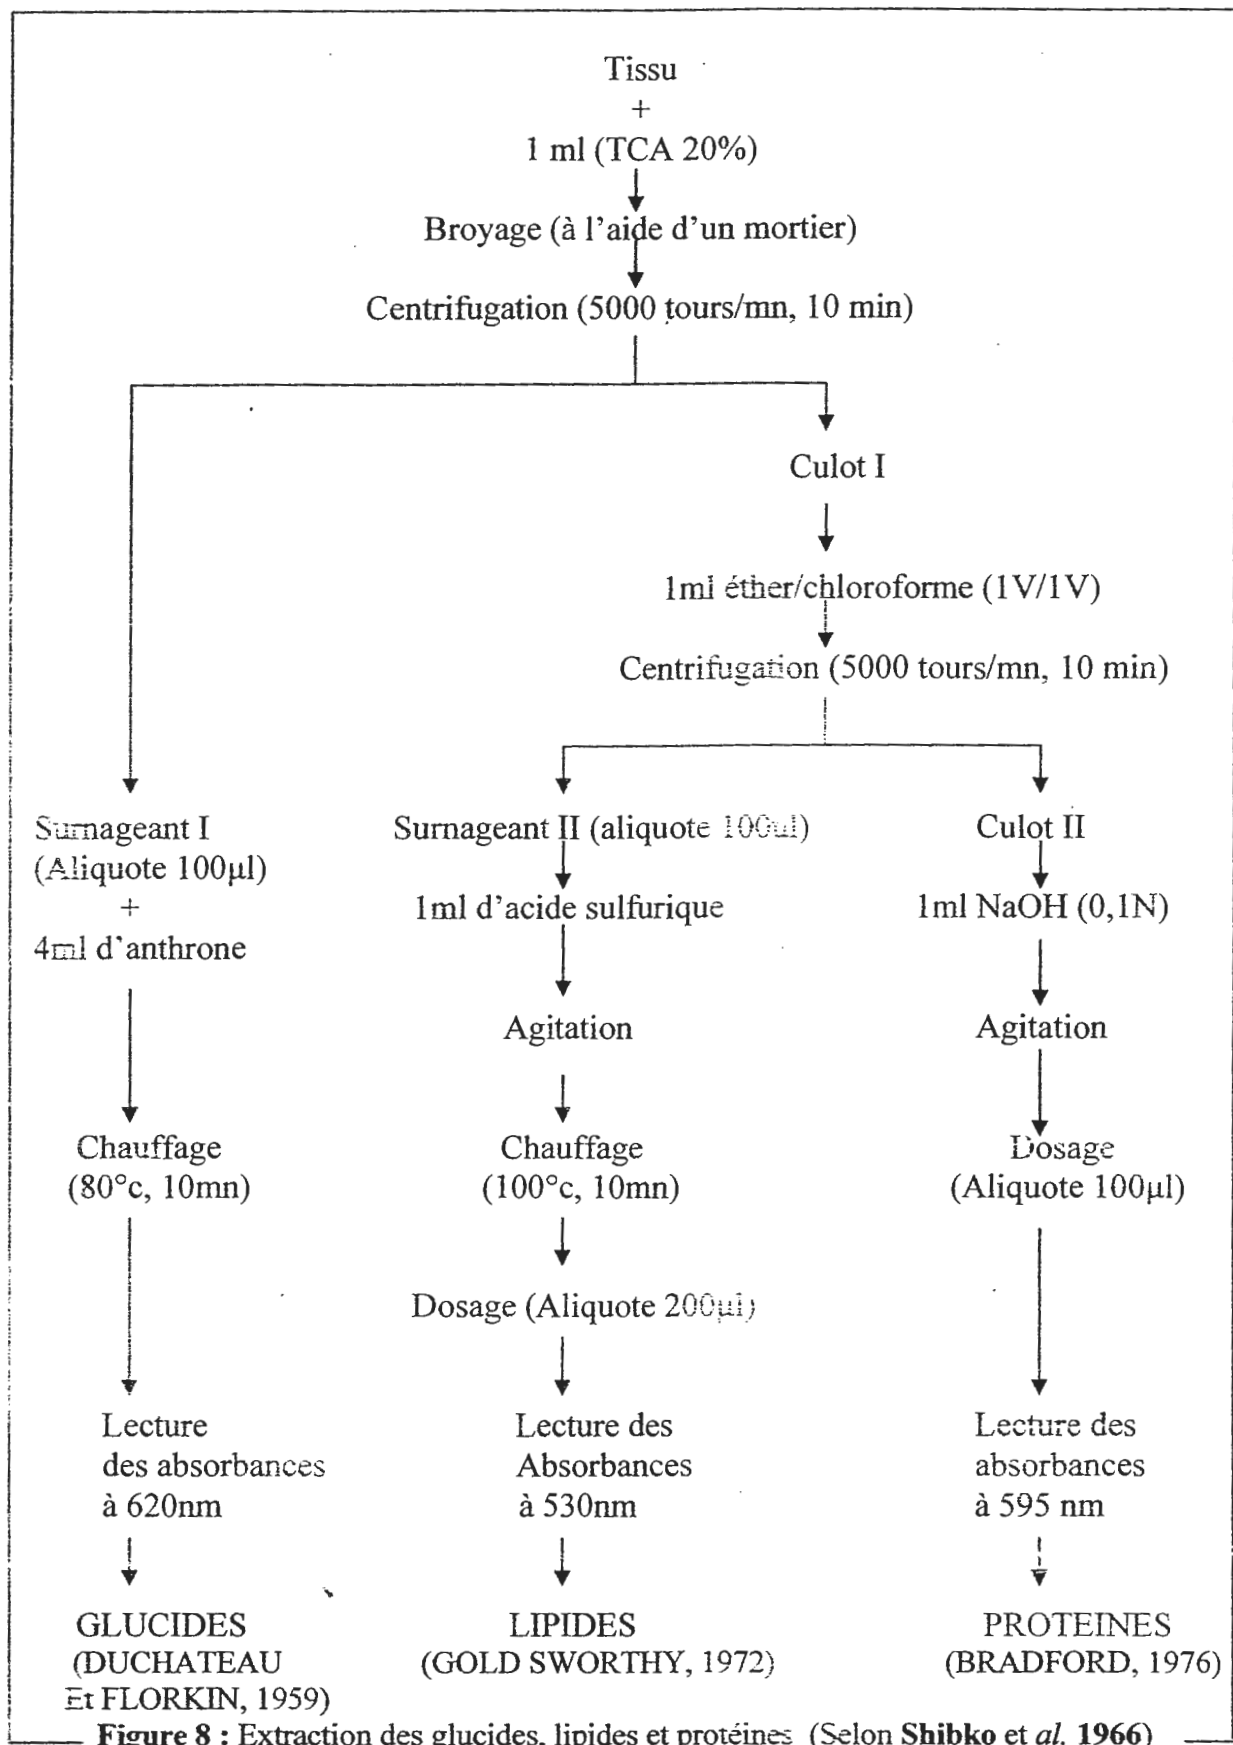 Tissu
+
1 ml (TCA 20%)
Broyage (à l'aide d'un mortier)
Centrifugation (5000 tours/mn, 10 min)
Culot I
1ml éther/chloroforme (1V/1V)
Centrifugation (5000 tours/mn, 10 min)
Surnageant I
(Aliquote 100µl)
+
4ml d'anthrone
Chauffage
(80°c, 10mn)
Lecture
des absorbances
à 620nm
GLUCIDES
(DUCHATEAU
Et FLORKIN, 1959)
Surnageant II (aliquote 100ul)
1ml d'acide sulfurique
Agitation
Chauffage
(100°c, 10mn)
Dosage (Aliquote 200µl)
Lecture des
Absorbances
à 530nm
LIPIDES
(GOLD SWORTHY, 1972)
Culot II
1ml NaOH (0,1N)
Agitation
Dosage
(Aliquote 100µl)
Lecture des
absorbances
à 595 nm
PROTEINES
(BRADFORD, 1976)
Figure 8 : Extraction des glucides, lipides et protéines (Selon Shibko et al. 1966)